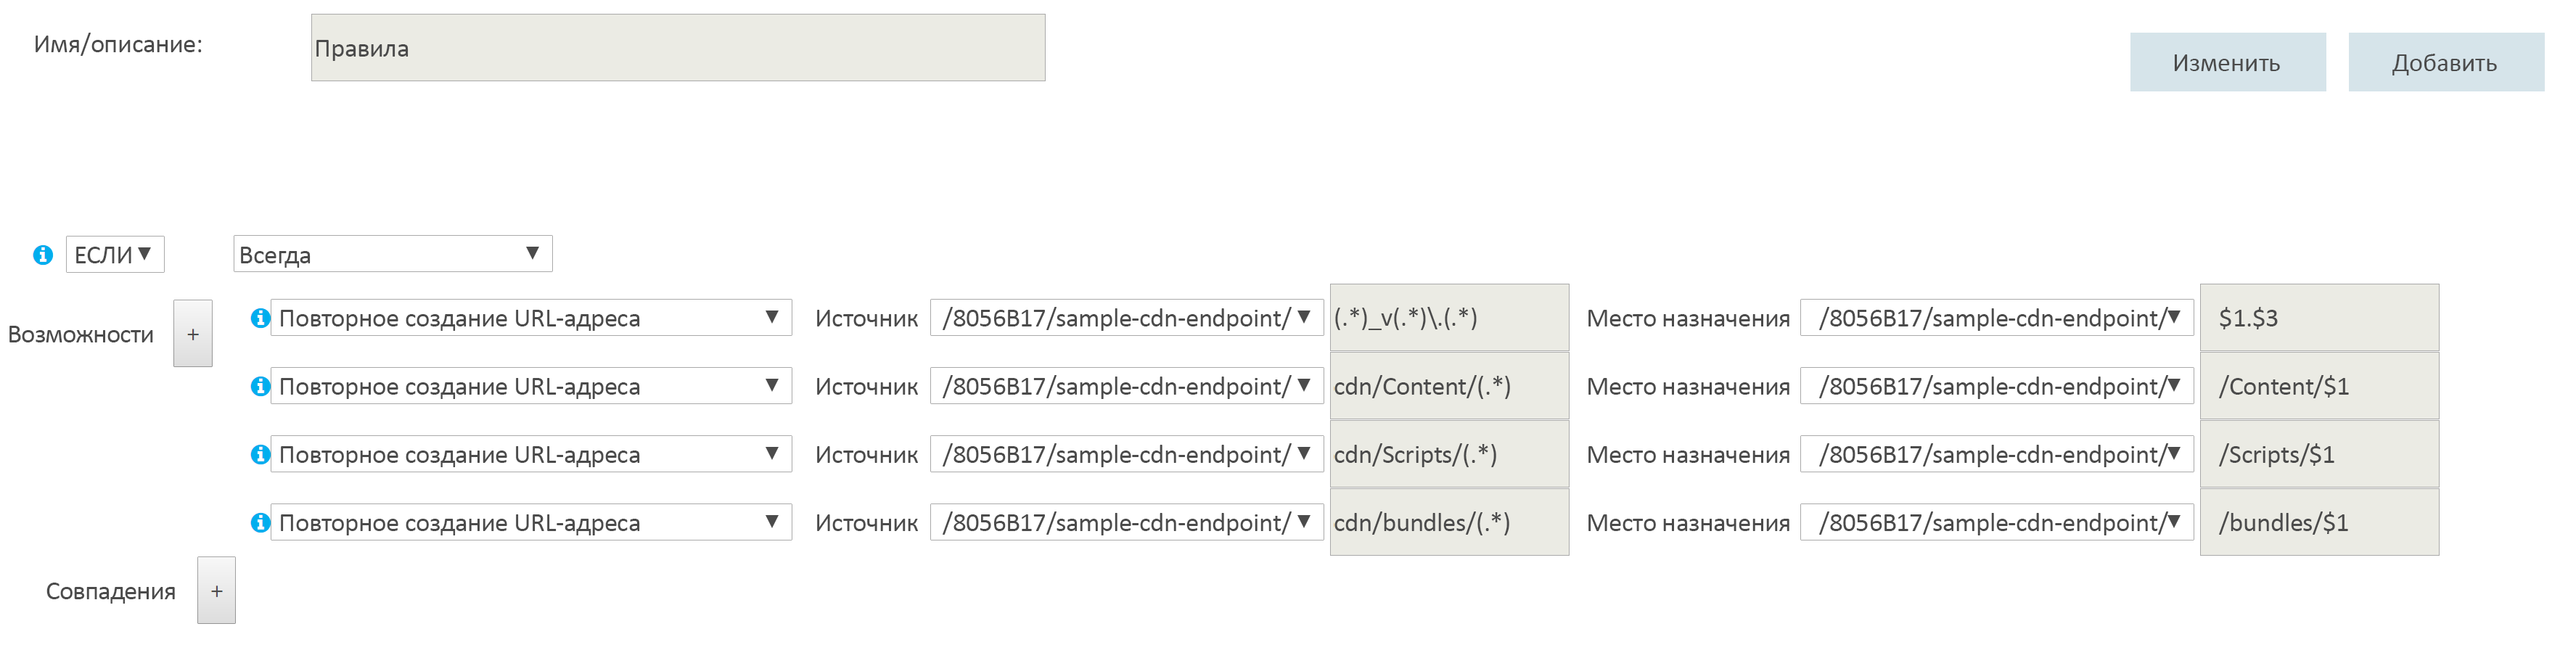 Имя/описание: Правила Изменить Добавить
ЕСЛИ Всегда
Возможности + Повторное создание URL-адреса Источник /8056B17/sample-cdn-endpoint/ (.*)_v(.*)\.(.*) Место назначения /8056B17/sample-cdn-endpoint/ $1.$3
Повторное создание URL-адреса Источник /8056B17/sample-cdn-endpoint/ cdn/Content/(.*) Место назначения /8056B17/sample-cdn-endpoint/ /Content/$1
Повторное создание URL-адреса Источник /8056B17/sample-cdn-endpoint/ cdn/Scripts/(.*) Место назначения /8056B17/sample-cdn-endpoint/ /Scripts/$1
Повторное создание URL-адреса Источник /8056B17/sample-cdn-endpoint/ cdn/bundles/(.*) Место назначения /8056B17/sample-cdn-endpoint/ /bundles/$1
Совпадения +